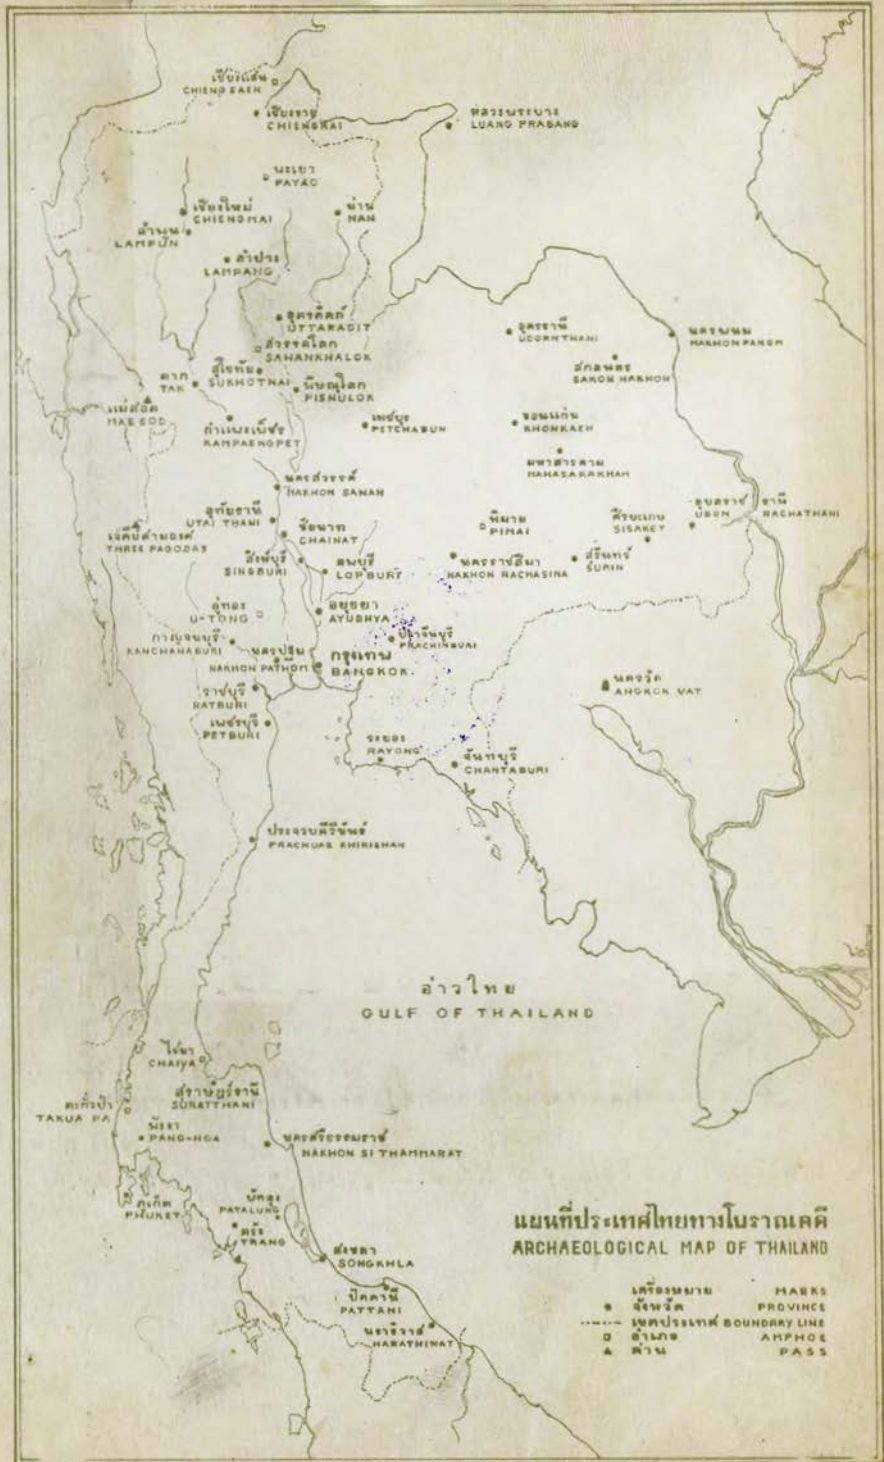 เชียงแสน
CHIENG SAEN
เชียงราย
CHIENGRAI
หลวงพระบาง
LUANG PRABANG
พะเยา
PAYAO
เชียงใหม่
CHIENGMAI
น่าน
NAN
ลำพูน
LAMPUN
ลำปาง
LAMPANG
อุตรดิตถ์
UTTARADIT
สวรรคโลก
SAWANKHALOK
อุดรธานี
UDORNTHANI
นครพนม
NAKHON PANOM
สกลนคร
SAKON NAKHON
ตาก
TAK
สุโขทัย
SUKHOTHAI
พิษณุโลก
PISNULOK
แม่สอด
MAE SOD
กำแพงเพ็ชร
KAMPAENGPET
เพชบูร
PETCHABUN
ขอนแก่น
KHONKAEN
มหาสารคาม
MAHASARAKHAM
นครสวรรค์
NAKHON SAWAN
อุทัยธานี
UTAI THANI
ชัยนาท
CHAINAT
พิมาย
PIMAI
ศีรษะเกษ
SISAKET
อุบลราช ธานี
UBON RACHATHANI
เจดีย์สามองค์
THREE PAGODAS
สิงห์บุรี
SINGBURI
ลพบุรี
LOPBURI
นครราชสีมา
NAKHON RACHASIMA
สุรินทร์
SURIN
อู่ทอง
U-TONG
อยุธยา
AYUDHYA
กาญจนบุรี
KANCHANABURI
ปราจีนบุรี
PRACHINBURI
นครปฐม
NAKHON PATHOM
กรุงเทพ
BANGKOK
ราชบุรี
RATBURI
นครวัด
ANGKOR VAT
เพชรบุรี
PETBURI
ระยอง
RAYONG
จันทบุรี
CHANTABURI
ประจวบคีรีขันธ์
PRACHUAB KHIRIKHAN
อ่าวไทย
GULF OF THAILAND
ไชยา
CHAIYA
สุราษฎร์ธานี
SURATTHANI
ตะกั่วป่า
TAKUA PA
พังงา
PANG-NGA
นครศรีธรรมราช
NAKHON SI THAMMARAT
ภูเก็ต
PHUKET
พัทลุง
PATALUNG
ตรัง
TRANG
สงขลา
SONGKHLA
ปัตตานี
PATTANI
นราธิวาส
NARATHIWAT
แผนที่ประเทศไทยทางโบราณคดี
ARCHAEOLOGICAL MAP OF THAILAND
เครื่องหมาย MARKS
จังหวัด PROVINCE
เขตประเทศ BOUNDARY LINE
อำเภอ AMPHOE
ด่าน PASS